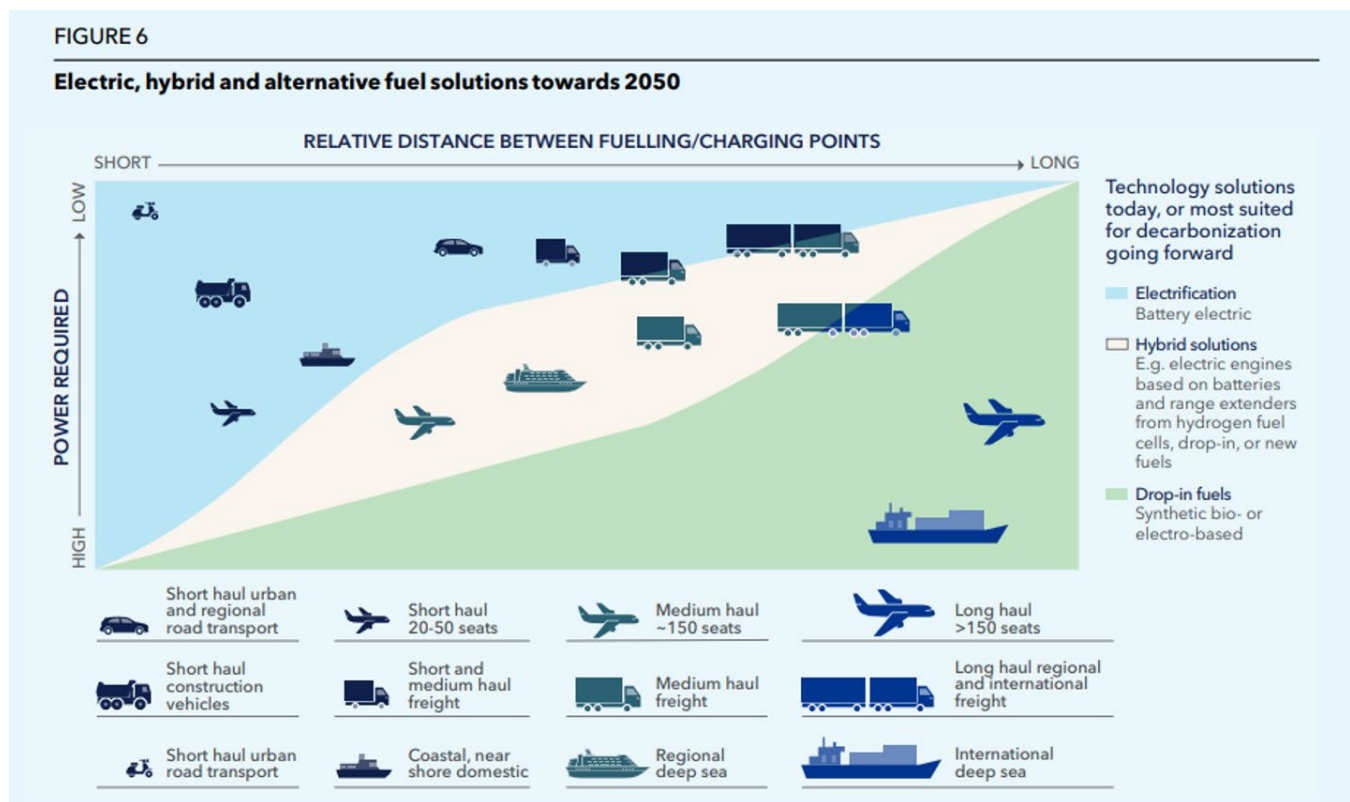 FIGURE 6
Electric, hybrid and alternative fuel solutions towards 2050
RELATIVE DISTANCE BETWEEN FUELLING/CHARGING POINTS
SHORT
LONG
LOW
POWER REQUIRED
HIGH
Technology solutions
today, or most suited
for decarbonization
going forward
Electrification
Battery electric
Hybrid solutions
E.g. electric engines
based on batteries
and range extenders
from hydrogen fuel
cells, drop-in, or new
fuels
Drop-in fuels
Synthetic bio- or
electro-based
Short haul urban
and regional
road transport
Short haul
20-50 seats
Medium haul
~150 seats
Long haul
>150 seats
Short haul
construction
vehicles
Short and
medium haul
freight
Medium haul
freight
Long haul regional
and international
freight
Short haul urban
road transport
Coastal, near
shore domestic
Regional
deep sea
International
deep sea